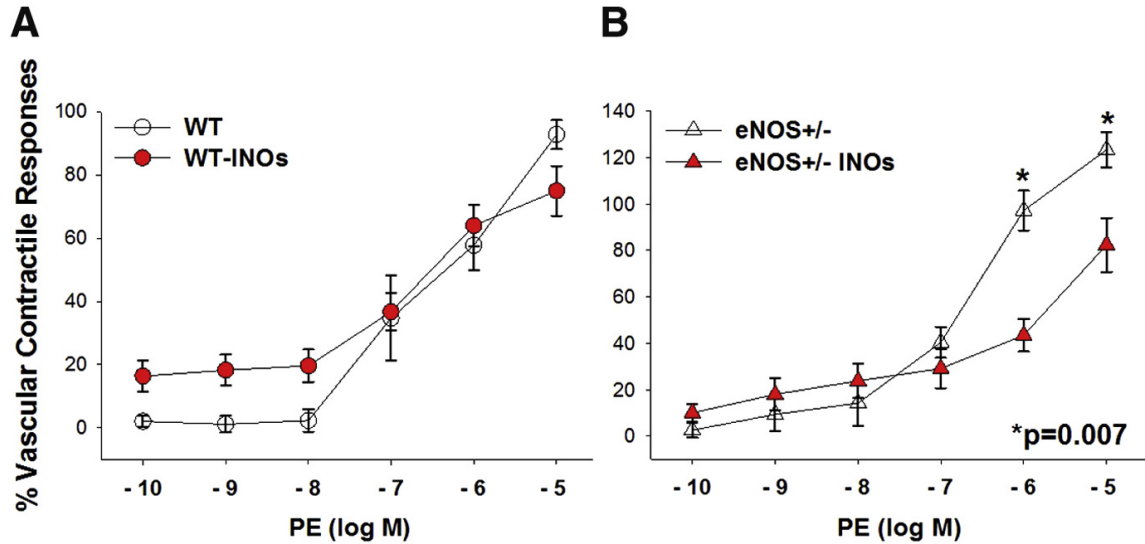 A
B
% Vascular Contractile Responses
100
80
60
40
20
0
WT
WT-INOs
- 10
- 9
- 8
- 7
- 6
- 5
PE (log M)
140
120
100
80
60
40
20
0
eNOS+/-
eNOS+/- INOs
*
*
*p=0.007
- 10
- 9
- 8
- 7
- 6
- 5
PE (log M)